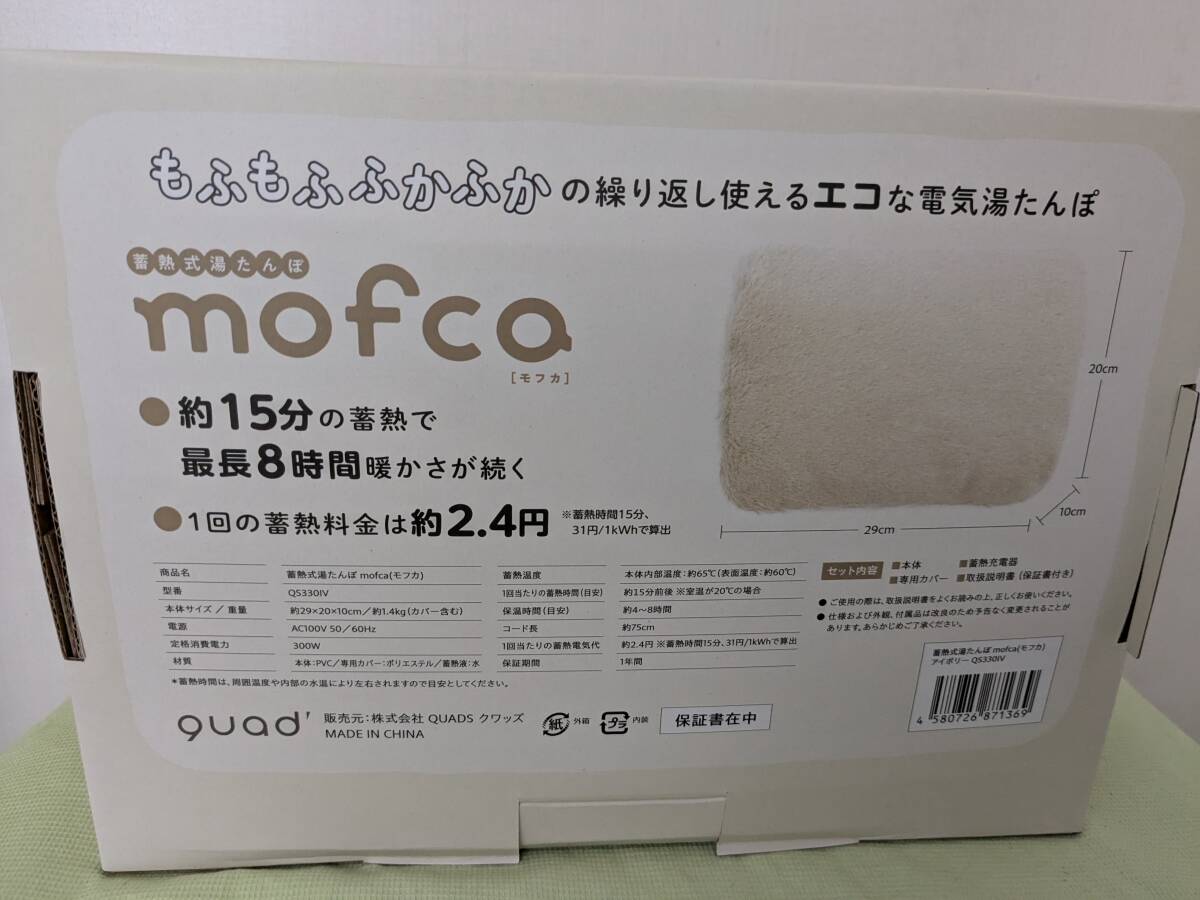 もふもふふかふかの繰り返し使えるエコな電気湯たんぽ
蓄熱式湯たんぽ
mofca
[モフカ]
約15分の蓄熱で
最長8時間暖かさが続く
1回の蓄熱料金は約2.4円
※蓄熱時間15分、
31円/1kWhで算出
20cm
10cm
29cm
商品名 蓄熱式湯たんぽ mofca(モフカ)
型番 QS330IV
本体サイズ / 重量 約29×20×10cm/約1.4kg(カバー含む)
電源 AC100V 50/60Hz
定格消費電力 300W
材質 本体:PVC/専用カバー:ポリエステル/蓄熱液:水
蓄熱温度 本体内部温度:約65℃(表面温度:約60℃)
1回当たりの蓄熱時間(目安) 約15分前後 ※室温が20℃の場合
保温時間(目安) 約4〜8時間
コード長 約75cm
1回当たりの蓄熱電気代 約2.4円 ※蓄熱時間15分、31円/1kWhで算出
保証期間 1年間
*蓄熱時間は、周囲温度や内部の水温により左右されますので目安としてください。
セット内容 ■本体 ■蓄熱充電器
■専用カバー ■取扱説明書(保証書付き)
●ご使用の際は、取扱説明書をよくお読みの上、正しくお使いください。
●仕様および外観、付属品は改良のため予告なく変更されることが
あります。あらかじめご了承ください。
蓄熱式湯たんぽ mofca(モフカ)
アイボリー QS330IV
4 580726 871369
quad'
販売元:株式会社 QUADS クワッズ
MADE IN CHINA
紙 外箱
プラ 内装
保証書在中